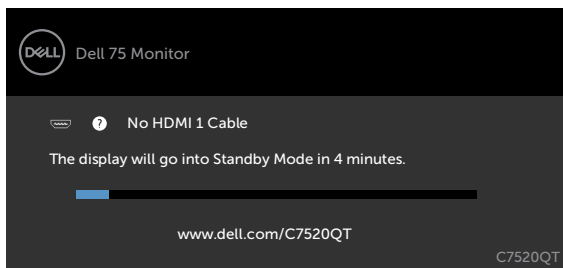 DELL
Dell 75 Monitor
? No HDMI 1 Cable
The display will go into Standby Mode in 4 minutes.
www.dell.com/C7520QT
C7520QT